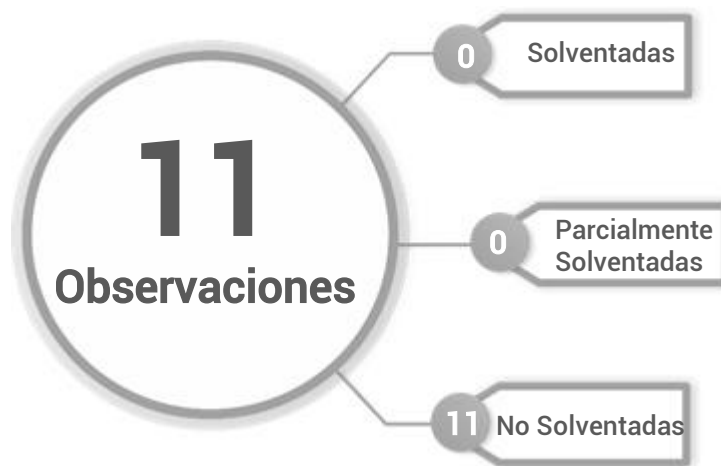 11
Observaciones
0
Solventadas
0
Parcialmente
Solventadas
11
No Solventadas